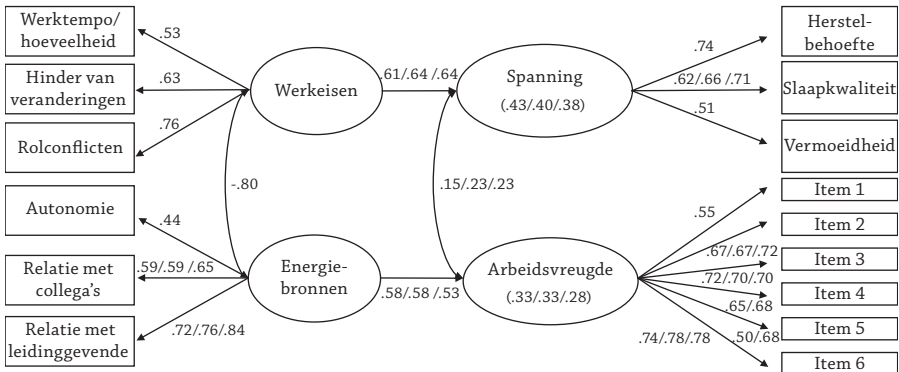 Werktempo/
hoeveelheid
Hinder van
veranderingen
Rolconflicten
Autonomie
Relatie met
collega's
Relatie met
leidinggevende
.53
.63
.76
-.80
.44
.59/.59 /.65
.72/.76/.84
Werkeisen
Energie-
bronnen
.61/.64 /.64
.58/.58 /.53
Spanning
(.43/.40/.38)
.15/.23/.23
Arbeidsvreugde
(.33/.33/.28)
.74
.62/.66 /.71
.51
.55
.67/.67/.72
.72/.70/.70
.65/.68
.50/.68
.74/.78/.78
Herstel-
behoefte
Slaapkwaliteit
Vermoeidheid
Item 1
Item 2
Item 3
Item 4
Item 5
Item 6